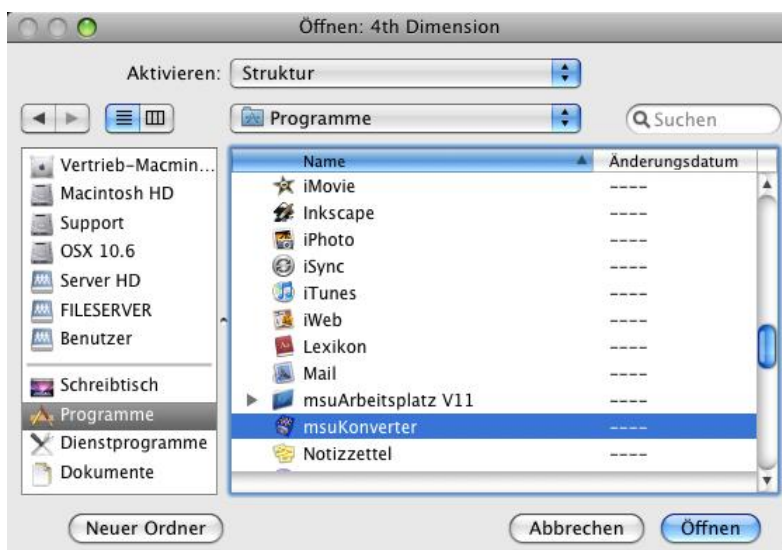 Öffnen: 4th Dimension
Aktivieren: Struktur
Programme
Suchen
Vertrieb-Macmin...
Macintosh HD
Support
OSX 10.6
Server HD
FILESERVER
Benutzer
Schreibtisch
Programme
Dienstprogramme
Dokumente
Name Änderungsdatum
iMovie ----
Inkscape ----
iPhoto ----
iSync ----
iTunes ----
iWeb ----
Lexikon ----
Mail ----
msuArbeitsplatz V11 ----
msuKonverter ----
Notizzettel ----
Neuer Ordner Abbrechen Öffnen